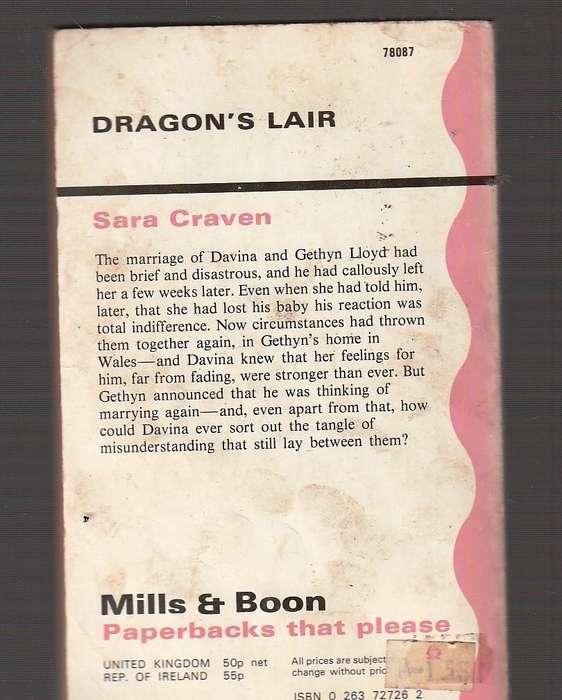 78087
DRAGON'S LAIR
Sara Craven
The marriage of Davina and Gethyn Lloyd had
been brief and disastrous, and he had callously left
her a few weeks later. Even when she had told him,
later, that she had lost his baby his reaction was
total indifference. Now circumstances had thrown
them together again, in Gethyn's home in
Wales—and Davina knew that her feelings for
him, far from fading, were stronger than ever. But
Gethyn announced that he was thinking of
marrying again—and, even apart from that, how
could Davina ever sort out the tangle of
misunderstanding that still lay between them?
Mills & Boon
Paperbacks that please
UNITED KINGDOM 50p net
REP. OF IRELAND 55p
All prices are subject
change without
ISBN 0 263 72726 2